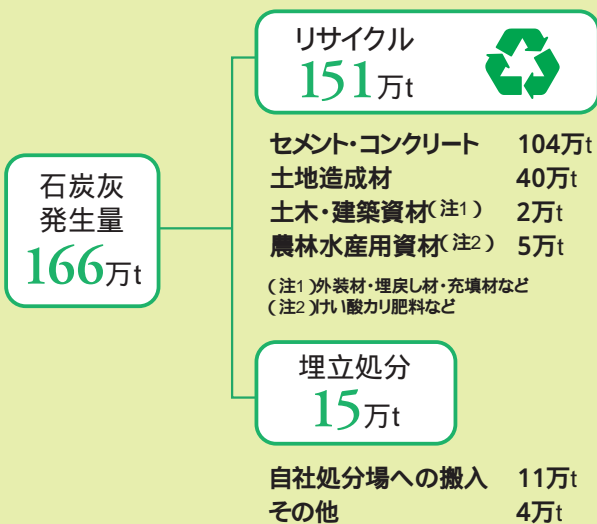 リサイクル
151万t
セメント・コンクリート 104万t
土地造成材 40万t
土木・建築資材（注1） 2万t
農林水産用資材（注2） 5万t
（注1）外装材・埋戻し材・充填材など
（注2）けい酸カリ肥料など
石炭灰
発生量
166万t
埋立処分
15万t
自社処分場への搬入 11万t
その他 4万t